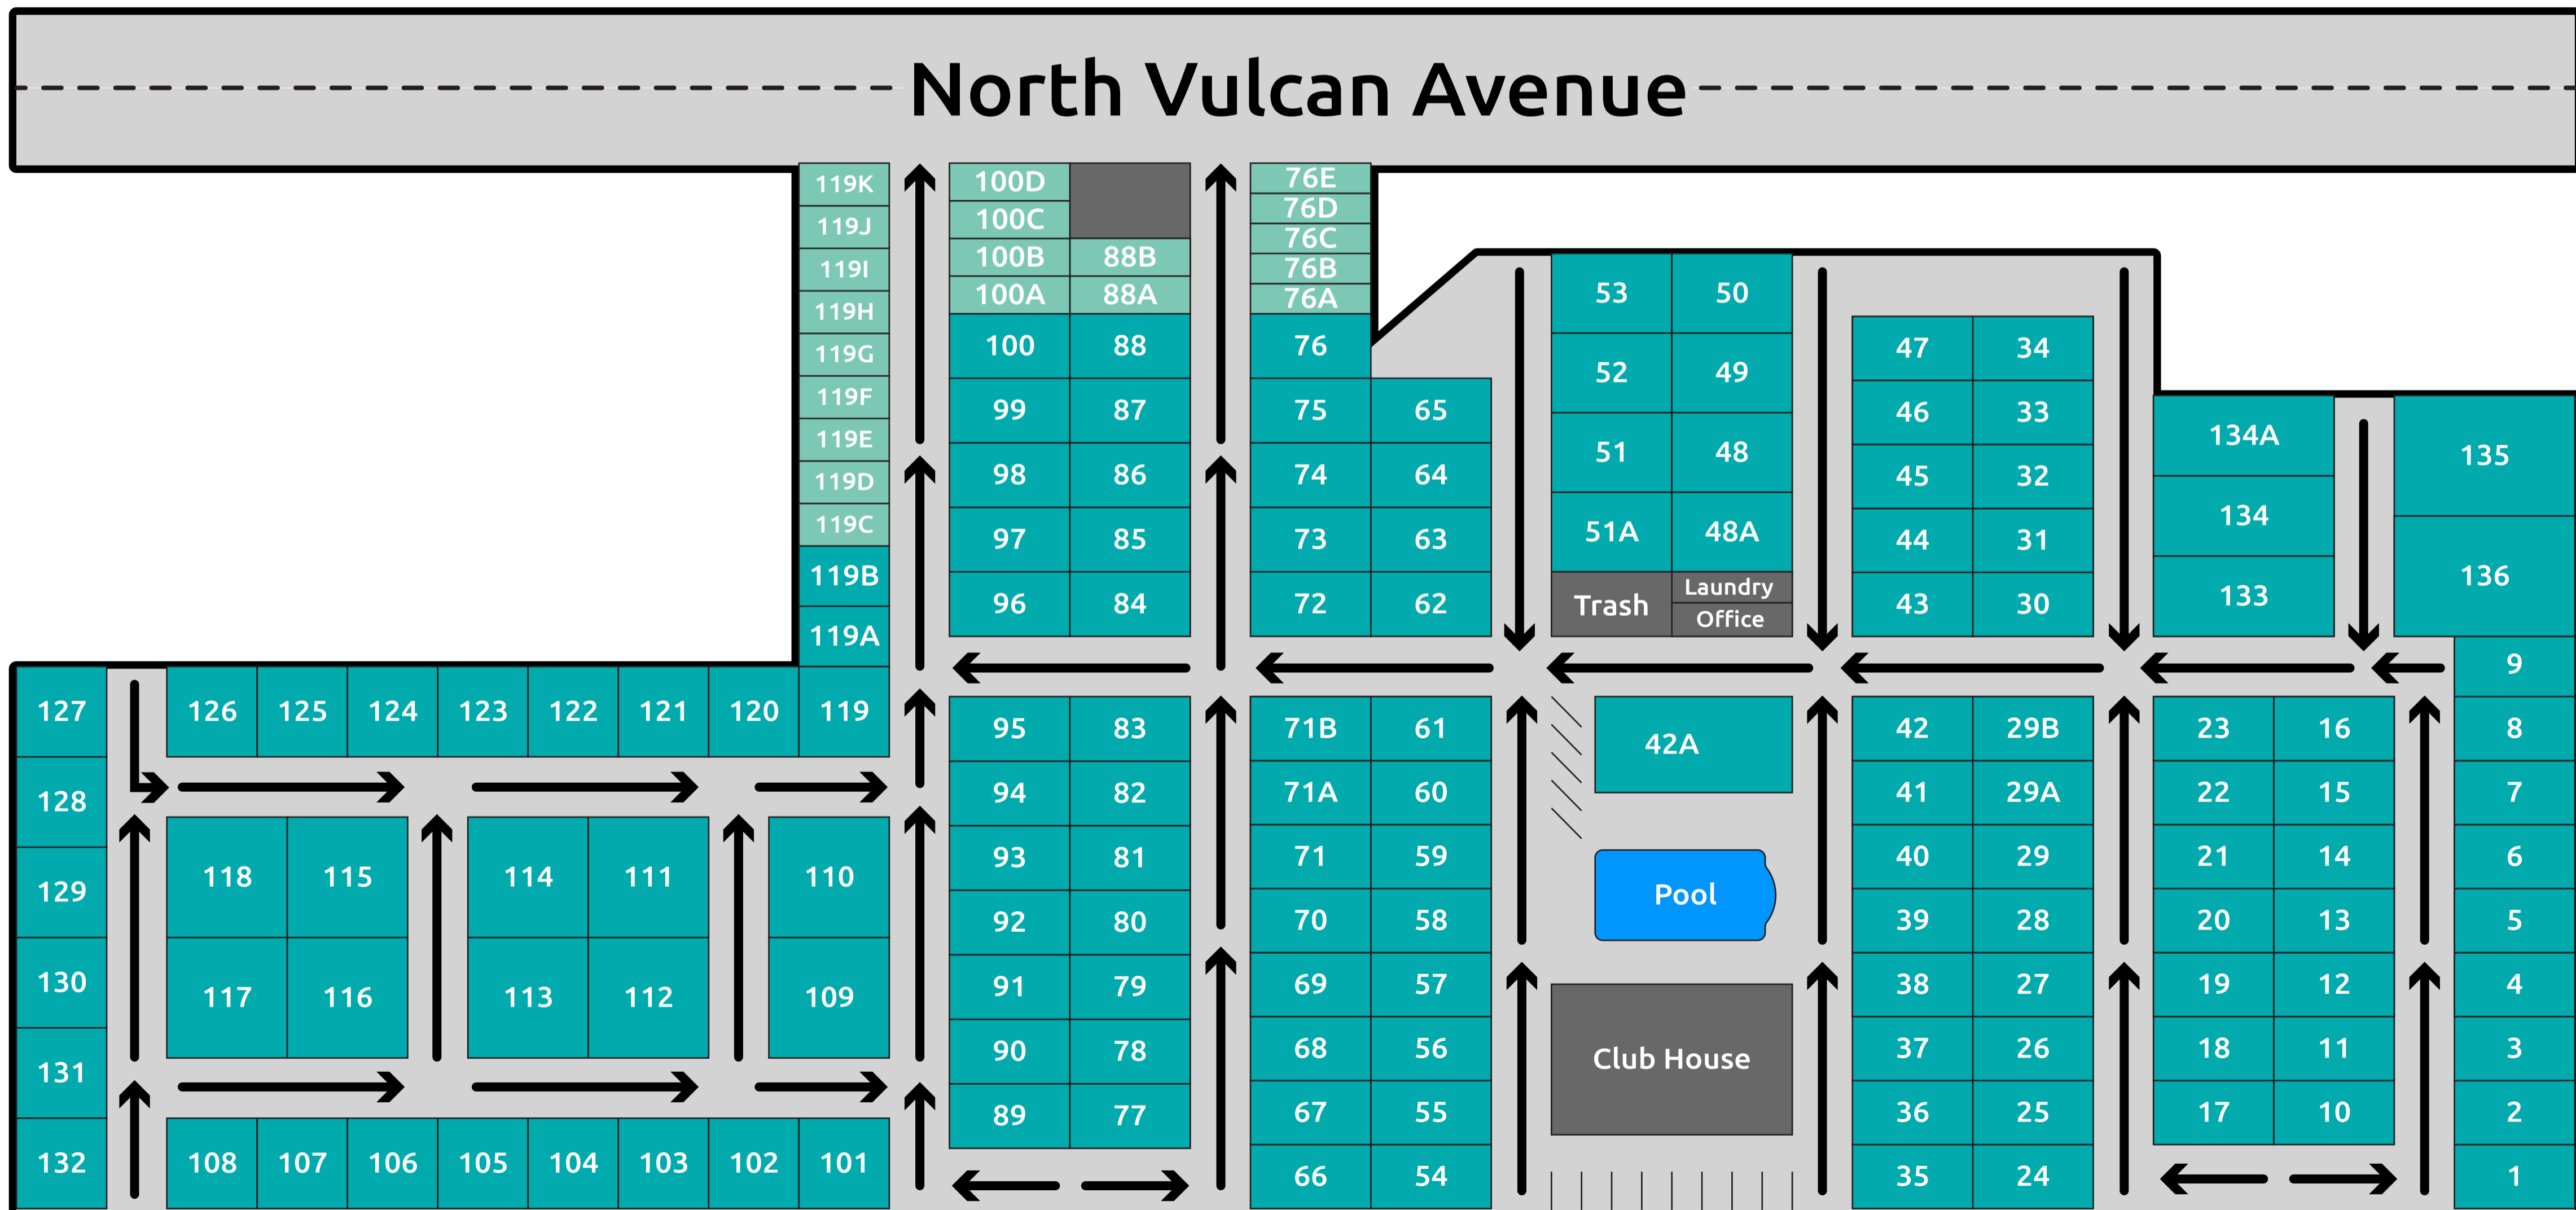 North Vulcan Avenue
119K
119J
119I
119H
119G
119F
119E
119D
119C
119B
119A
100D
100C
100B 88B
100A 88A
100 88
99 87
98 86
97 85
96 84
76E
76D
76C
76B
76A
76
75 65
74 64
73 63
72 62
53 50
52 49
51 48
51A 48A
Trash
Laundry
Office
47 34
46 33
45 32
44 31
43 30
134A
134
133
135
136
127
128
129
130
131
132
126 125 124 123 122 121 120 119
118 115
117 116
114 111
113 112
110
109
108 107 106 105 104 103 102 101
95 83
94 82
93 81
92 80
91 79
90 78
89 77
71B 61
71A 60
71 59
70 58
69 57
68 56
67 55
66 54
42A
Pool
Club House
42 29B
41 29A
40 29
39 28
38 27
37 26
36 25
35 24
23 16
22 15
21 14
20 13
19 12
18 11
17 10
9
8
7
6
5
4
3
2
1